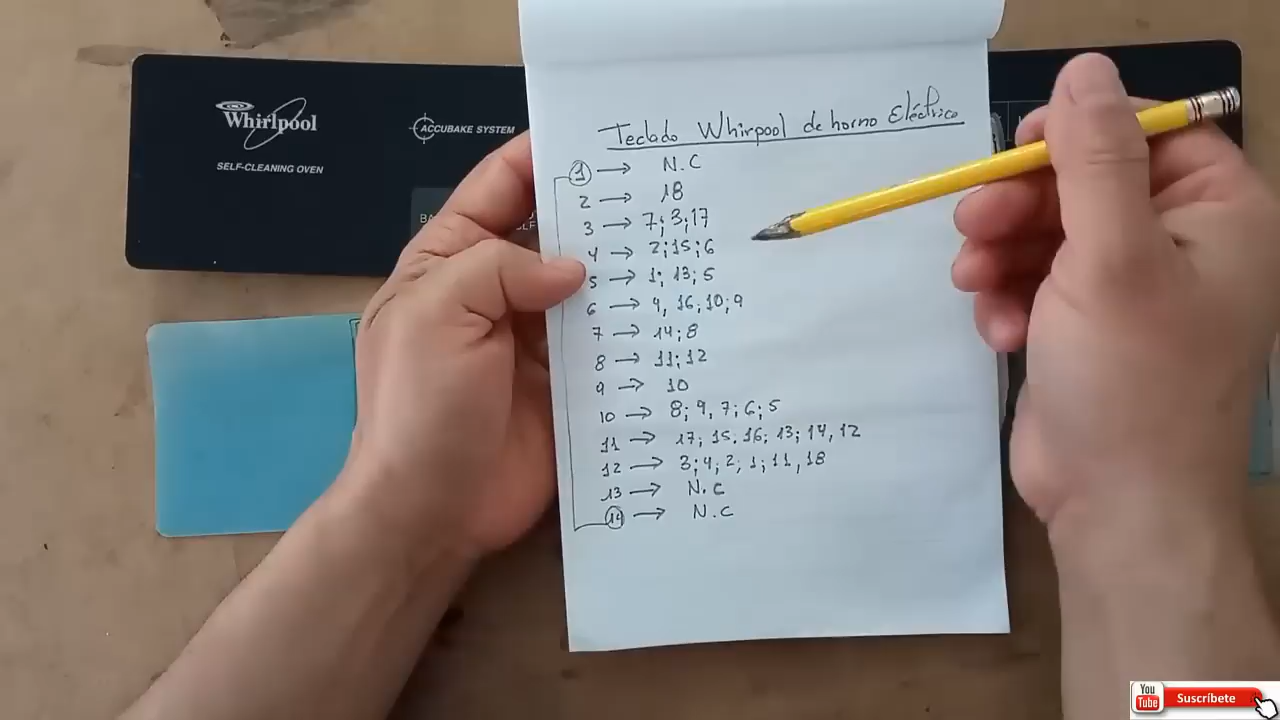 Whirlpool
ACCUBAKE SYSTEM
SELF-CLEANING OVEN
Teclado Whirpool de horno Eléctrico
1 → N.C
2 → 18
3 → 7; 3; 17
4 → 2; 15; 6
5 → 1; 13; 5
6 → 4, 16; 10; 9
7 → 14; 8
8 → 11; 12
9 → 10
10 → 8; 9, 7; 6; 5
11 → 17; 15. 16; 13; 14, 12
12 → 3; 4; 2; 1; 11, 18
13 → N.C
14 → N.C
You
Tube
Suscríbete